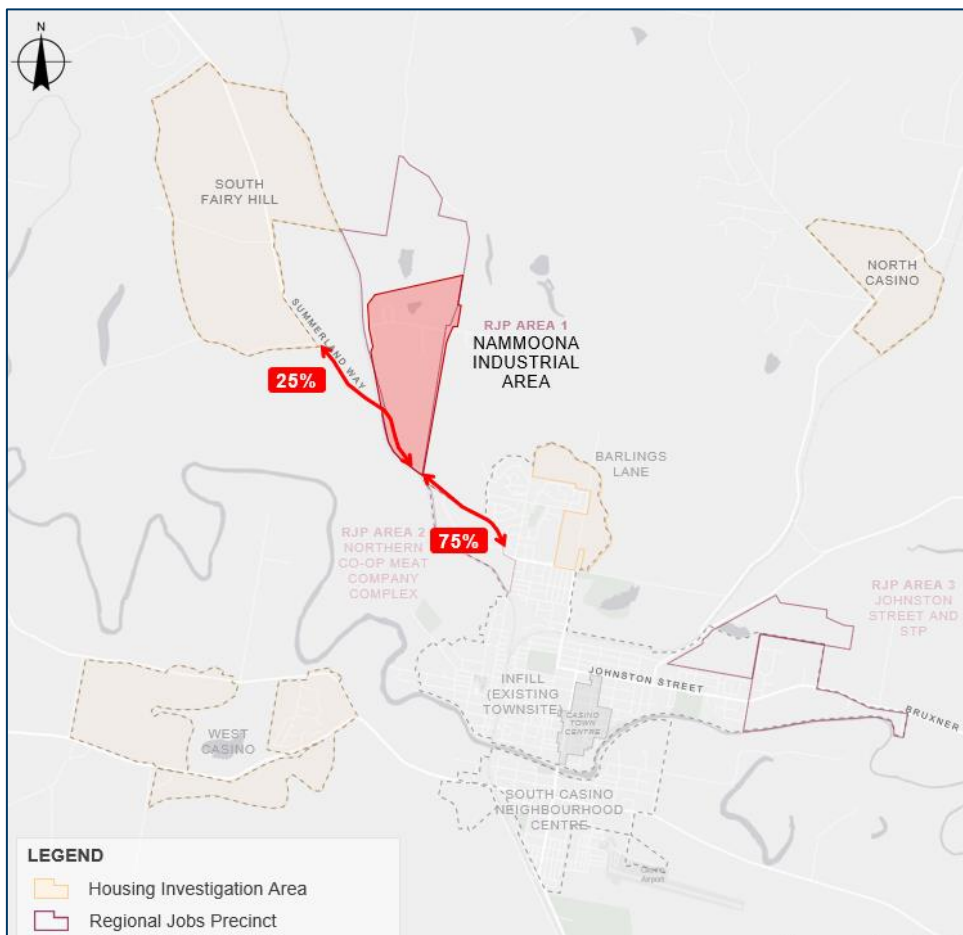 N
SOUTH
FAIRY HILL
NORTH
CASINO
SUMMERLAND WAY
RJP AREA 1
NAMMOONA
INDUSTRIAL
AREA
25%
BARLINGS
LANE
RJP AREA 2
NORTHERN
CO-OP MEAT
COMPANY
COMPLEX
75%
RJP AREA 3
JOHNSTON
STREET AND
STP
JOHNSTON STREET
INFILL
(EXISTING
TOWNSITE)
CASINO
TOWN
CENTRE
BRUXNER
WEST
CASINO
SOUTH CASINO
NEIGHBOURHOOD
CENTRE
Airport
LEGEND
Housing Investigation Area
Regional Jobs Precinct